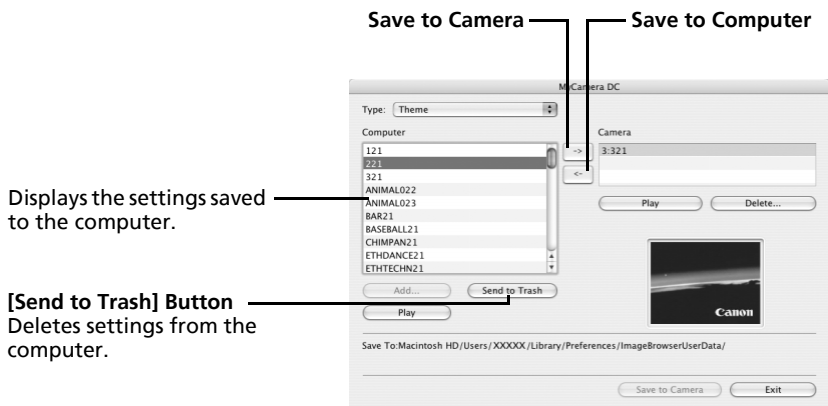 Save to Camera
Save to Computer
MyCamera DC
Type: Theme
Computer
Camera
121
221
321
ANIMAL022
ANIMAL023
BAR21
BASEBALL21
CHIMPAN21
ETHDANCE21
ETHTECHN21
->
<-
3:321
Play
Delete...
Displays the settings saved
to the computer.
[Send to Trash] Button
Deletes settings from the
computer.
Add...
Send to Trash
Play
Canon
Save To:Macintosh HD/Users/XXXXX/Library/Preferences/ImageBrowserUserData/
Save to Camera
Exit